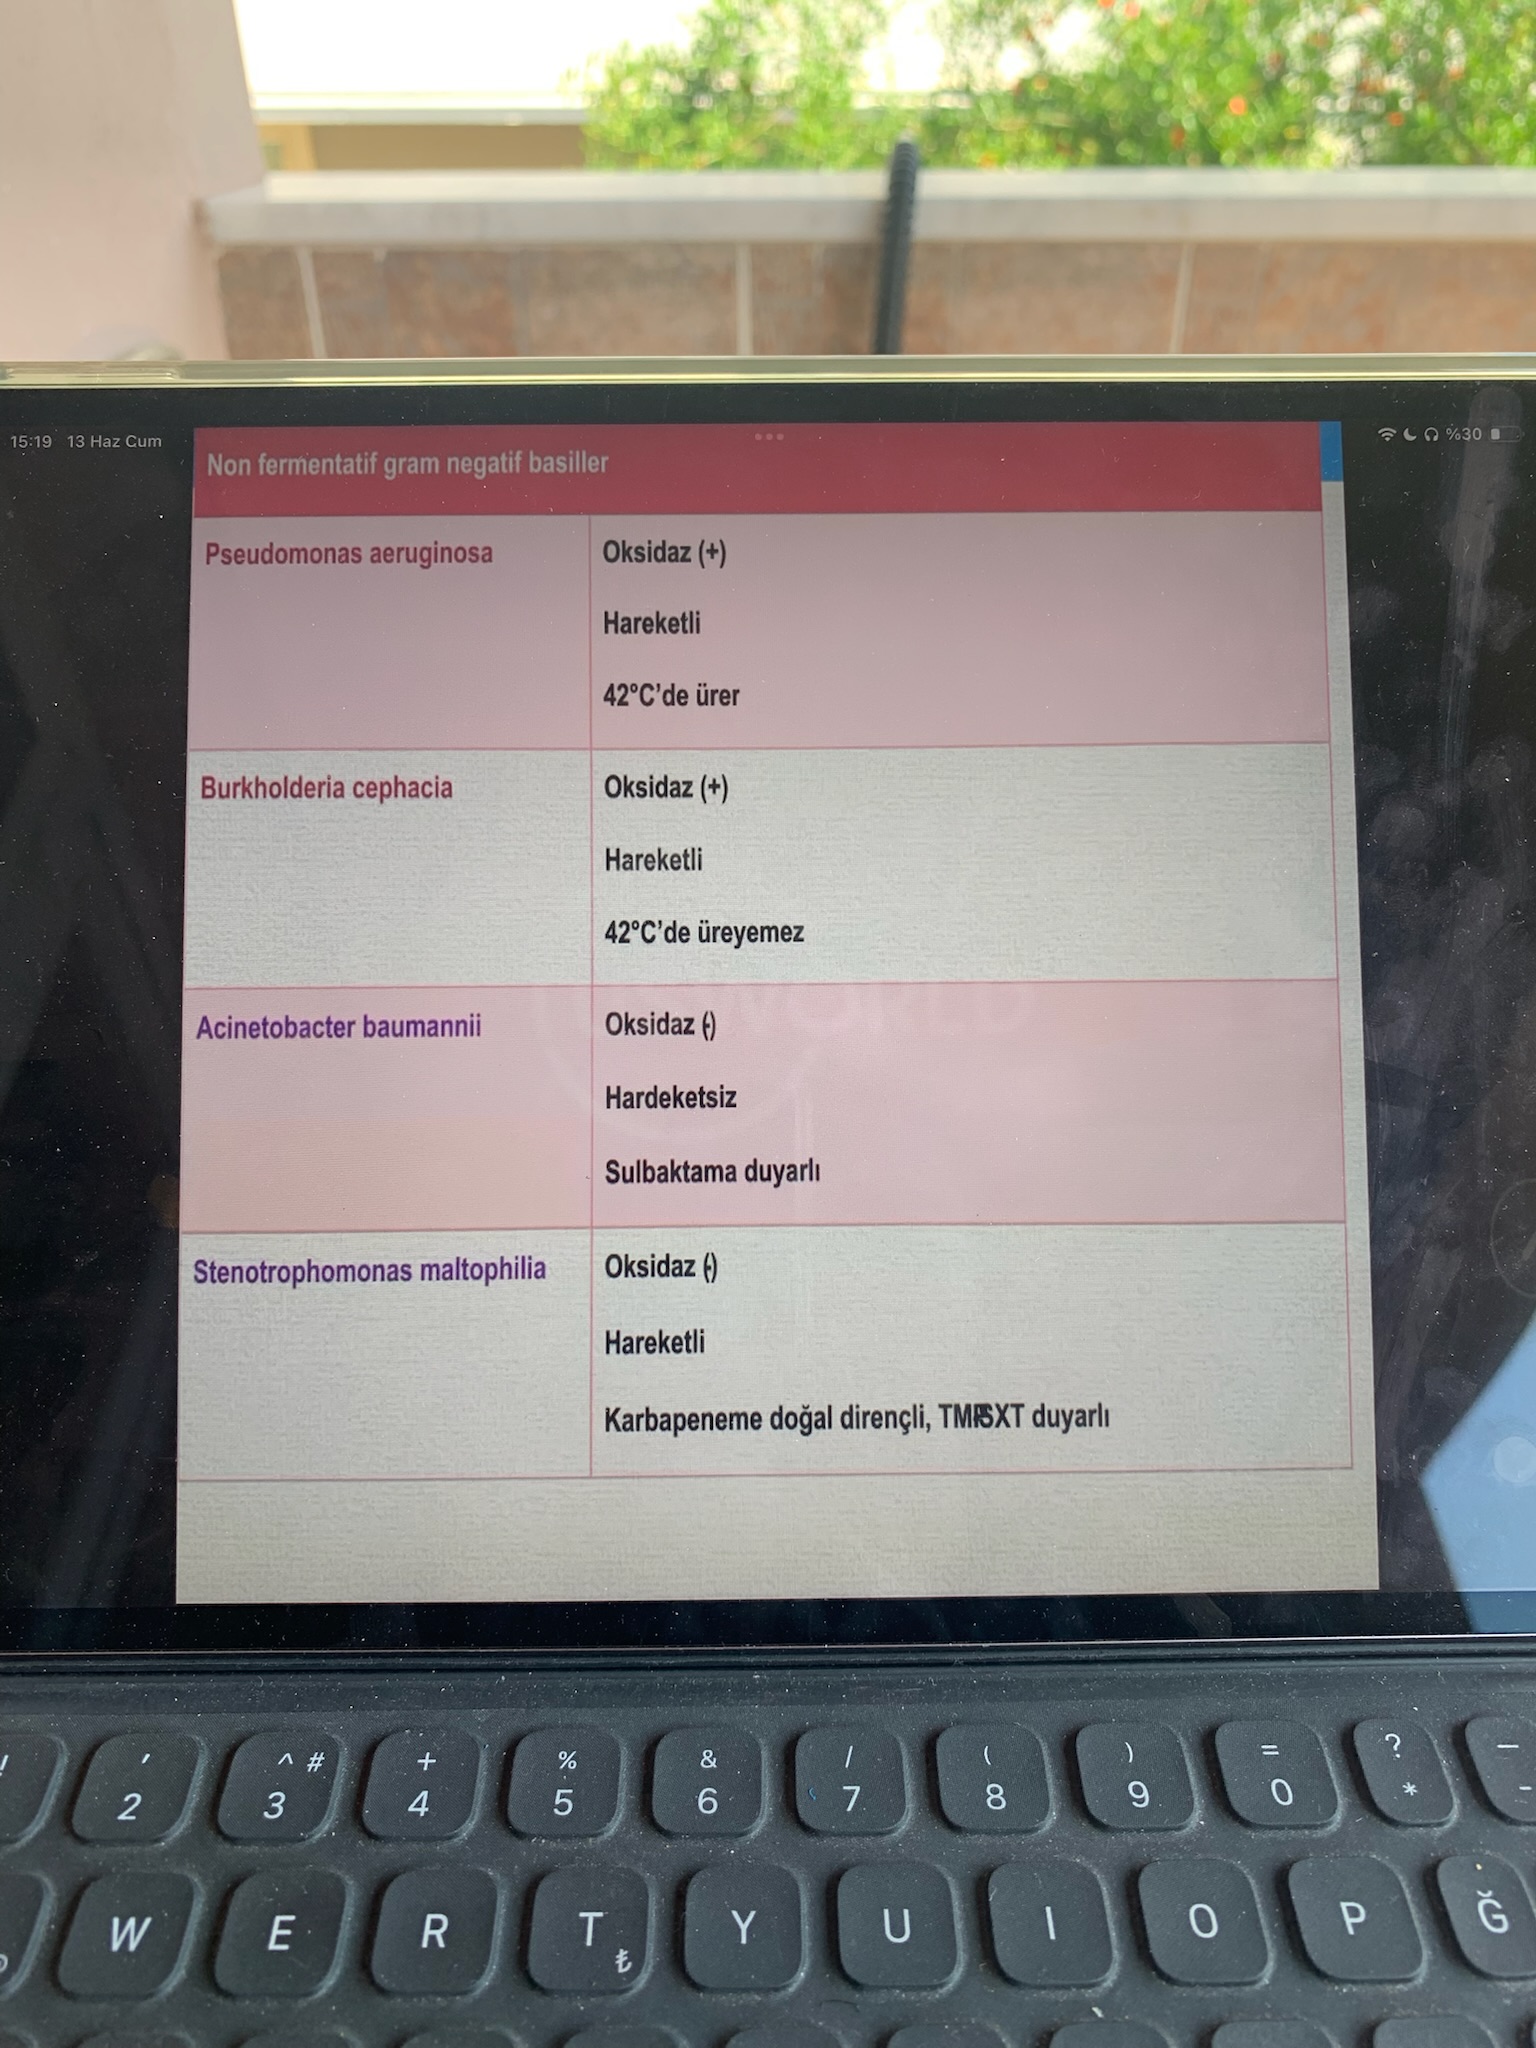 15:19 13 Haz Cum
%30
Non fermentatif gram negatif basiller
Pseudomonas aeruginosa
Oksidaz (+)
Hareketli
42°C'de ürer
Burkholderia cephacia
Oksidaz (+)
Hareketli
42°C'de üreyemez
Acinetobacter baumannii
Oksidaz (-)
Hardeketsiz
Sulbaktama duyarlı
Stenotrophomonas maltophilia
Oksidaz (-)
Hareketli
Karbapeneme doğal dirençli, TMP-SXT duyarlı
! ' ^ # + % & / ( ) = ? _
2 3 4 5 6 7 8 9 0 * -
W E R T ₺ Y U I O P Ğ